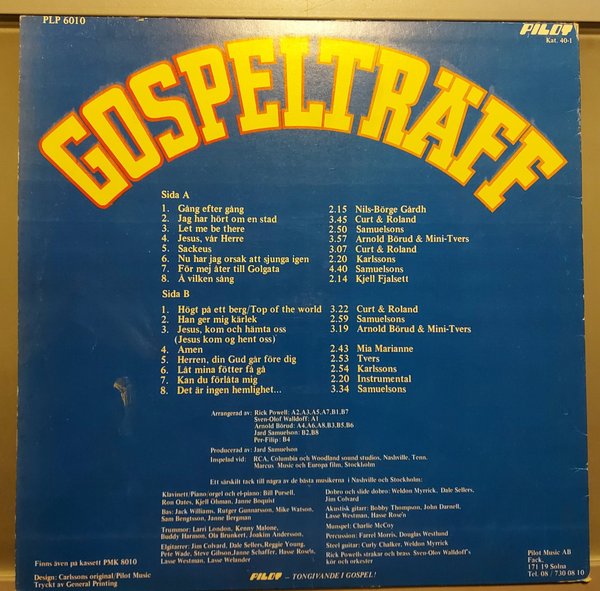 PLP 6010
PILOT
Kat. 40-1
GOSPELTRÄFF
Sida A
1. Gång efter gång 2.15 Nils-Börge Gårdh
2. Jag har hört om en stad 3.45 Curt & Roland
3. Let me be there 2.50 Samuelsons
4. Jesus, vår Herre 3.57 Arnold Börud & Mini-Tvers
5. Sackeus 3.07 Curt & Roland
6. Nu har jag orsak att sjunga igen 2.20 Karlssons
7. För mej åter till Golgata 4.40 Samuelsons
8. Å vilken sång 2.14 Kjell Fjalsett
Sida B
1. Högt på ett berg/Top of the world 3.22 Curt & Roland
2. Han ger mig kärlek 2.59 Samuelsons
3. Jesus, kom och hämta oss 3.19 Arnold Börud & Mini-Tvers
(Jesus kom og hent oss)
4. Amen 2.43 Mia Marianne
5. Herren, din Gud går före dig 2.53 Tvers
6. Låt mina fötter få gå 2.54 Karlssons
7. Kan du förlåta mig 2.20 Instrumental
8. Det är ingen hemlighet... 3.34 Samuelsons
Arrangerad av: Rick Powell: A2,A3,A5,A7,B1,B7
Sven-Olof Walldoff: A1
Arnold Börud: A4,A6,A8,B3,B5,B6
Jard Samuelson: B2,B8
Per-Filip: B4
Producerad av: Jard Samuelson
Inspelad vid: RCA, Columbia och Woodland sound studios, Nashville, Tenn.
Marcus Music och Europa film, Stockholm
Ett särskilt tack till några av de bästa musikerna i Nashville och Stockholm:
Klavinett/Piano/orgel och el-piano: Bill Pursell,
Ron Oates, Kjell Öhman, Janne Boquist
Bas: Jack Williams, Rutger Gunnarsson, Mike Watson,
Sam Bengtsson, Janne Bergman
Trummor: Larri London, Kenny Malone,
Buddy Harmon, Ola Brunkert, Joakim Andersson,
Elgitarrer: Jim Colvard, Dale Sellers,Reggie Young,
Pete Wade, Steve Gibson,Janne Schaffer, Hasse Rosén,
Lasse Westman, Lasse Welander
Dobro och slide dobro: Weldon Myrick, Dale Sellers,
Jim Colvard
Akustisk gitarr: Bobby Thompson, John Darnell,
Lasse Westman, Hasse Rosén
Munspel: Charlie McCoy
Percussion: Farrel Morris, Douglas Westlund
Steel guitar: Curly Chalker, Weldon Myrick
Rick Powells stråkar och brass. Sven-Olov Walldoff's
kör och orkester
Finns även på kassett PMK 8010
Design: Carlssons original/Pilot Music
Tryckt av General Printing
PILOT – TONGIVANDE I GOSPEL!
Pilot Music AB
Fack.
171 19 Solna
Tel. 08 / 730 08 10